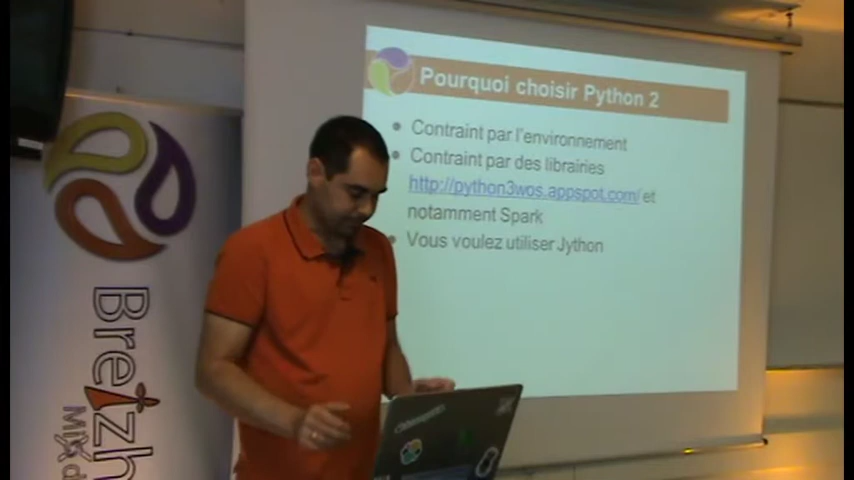 Pourquoi choisir Python 2
Contraint par l'environnement
Contraint par des librairies
http://python3wos.appspot.com/ et
notamment Spark
Vous voulez utiliser Jython
Breizh